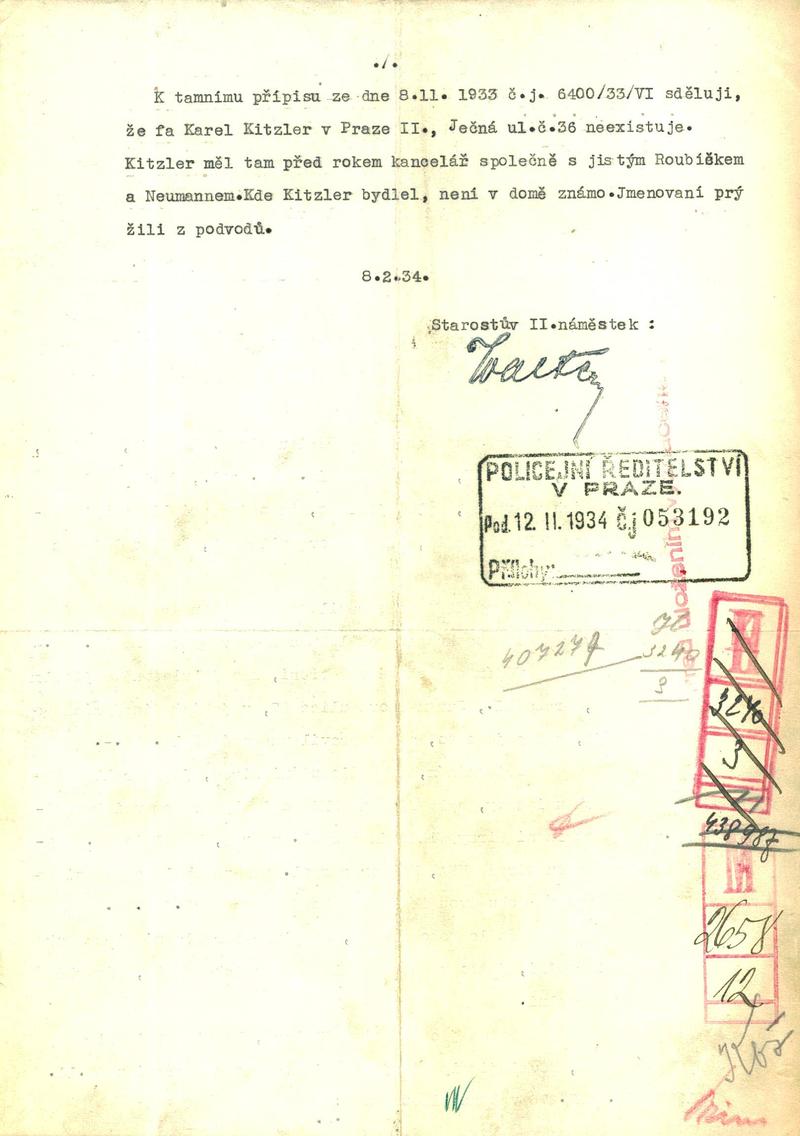 ./.
K tamnímu přípisu ze dne 8.11. 1933 č.j. 6400/33/VI sděluji,
že fa Karel Kitzler v Praze II., Ječná ul.č.36 neexistuje.
Kitzler měl tam před rokem kancelář společně s jistým Roubíškem
a Neumannem.Kde Kitzler bydlel, není v domě známo.Jmenovaní prý
žili z podvodů.
8.2.34.
Starostův II.náměstek :
POLICEJNÍ ŘEDITELSTVÍ
V PRAZE.
Pod. 12. II. 1934 Č.j 053192
Přílohy:
3240
3
3240
3
438987
2658
12